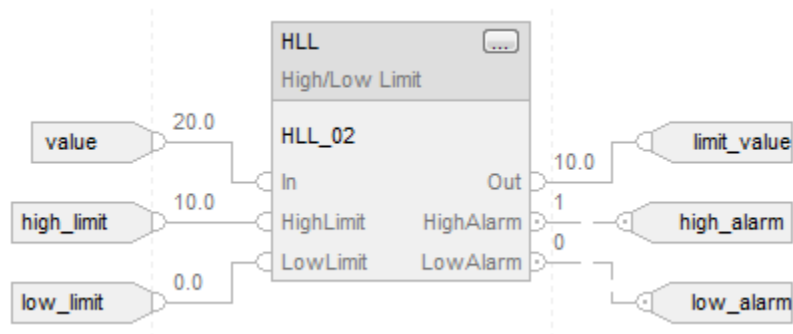 HLL
...
High/Low Limit
20.0
value
HLL_02
limit_value
10.0
In
Out
10.0
1
high_limit
HighLimit
HighAlarm
high_alarm
0
LowLimit
LowAlarm
0.0
low_limit
low_alarm